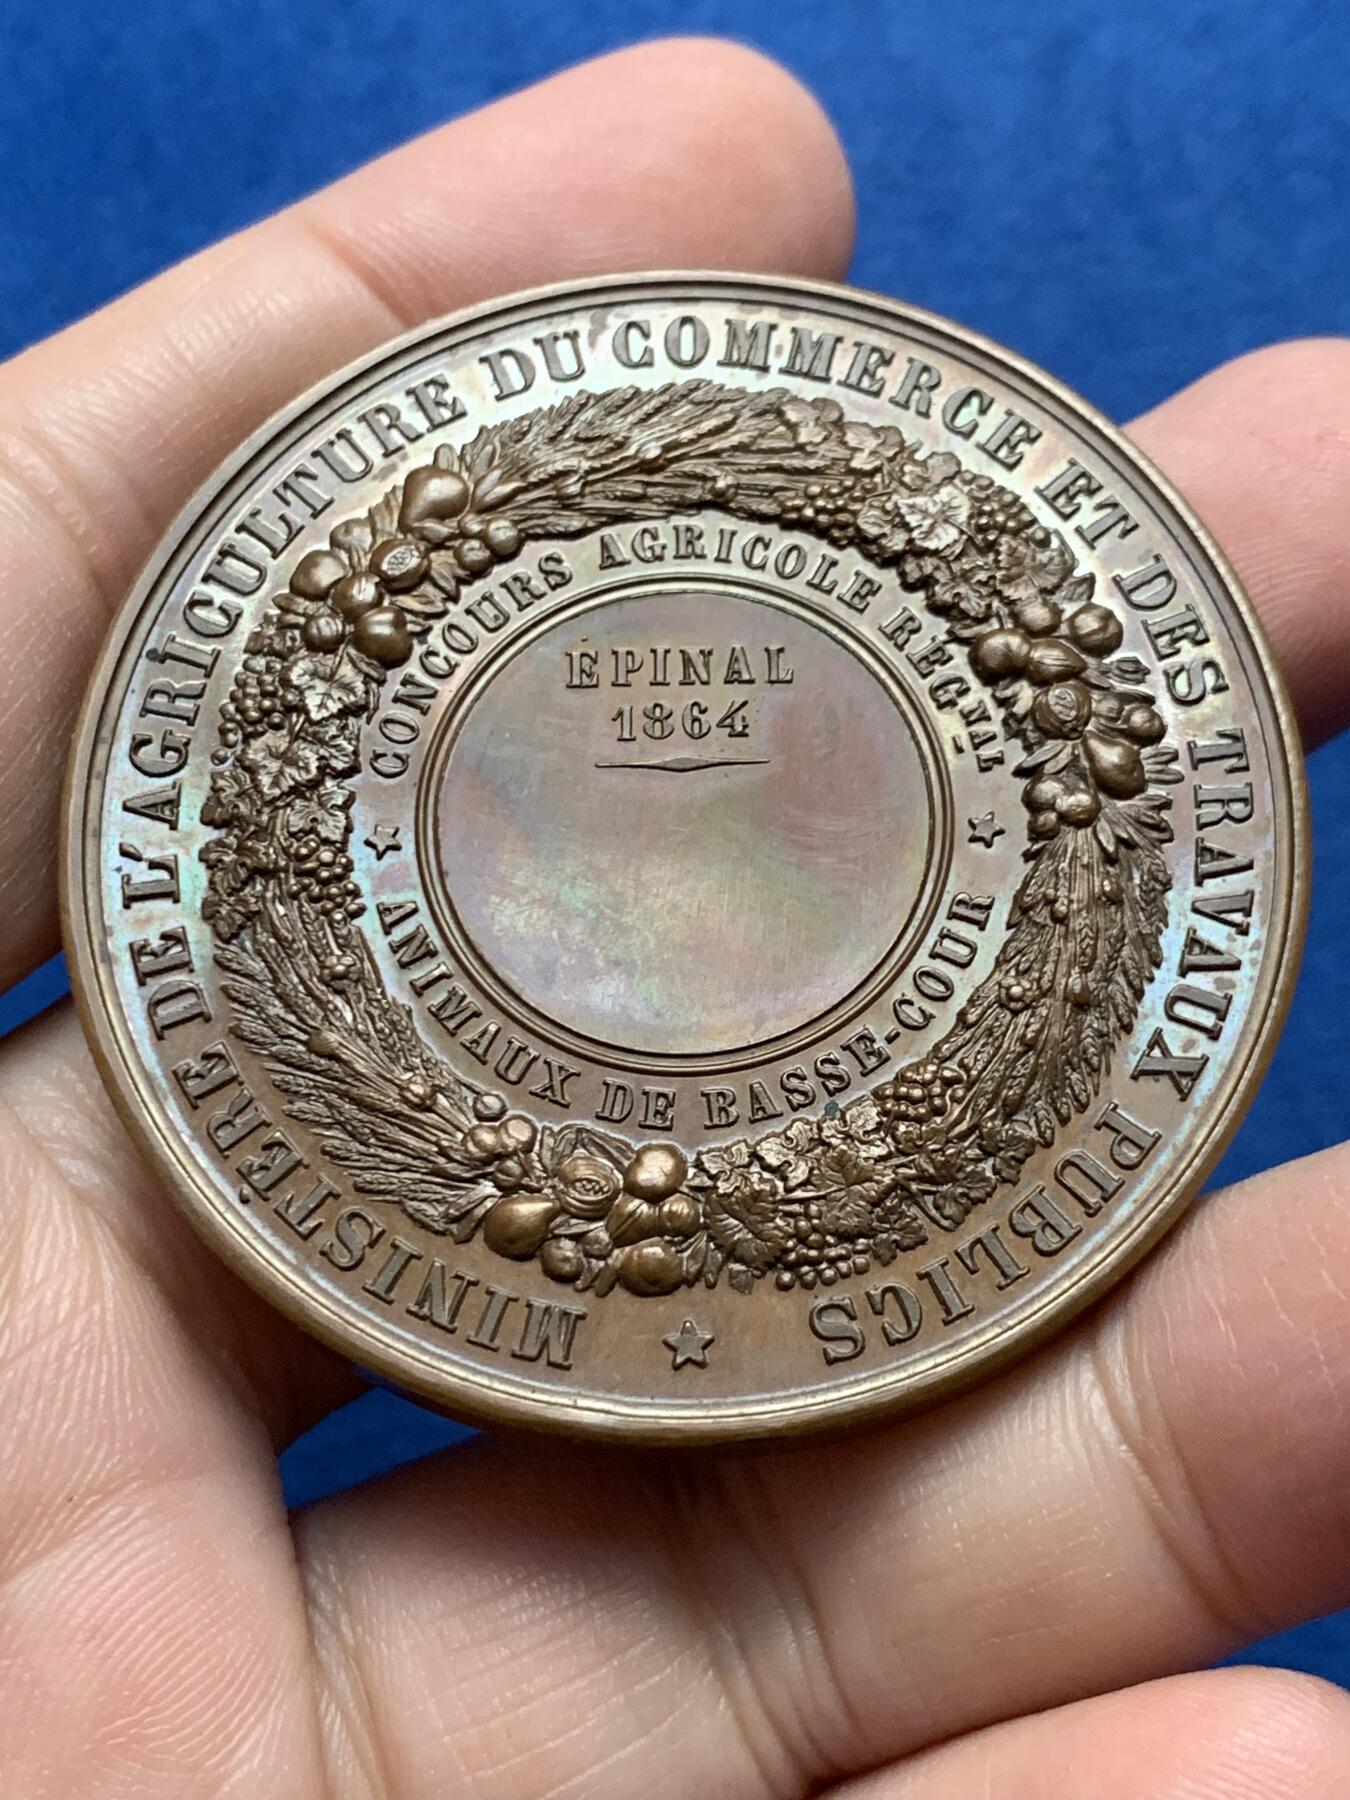 MINISTÈRE DE L'AGRICULTURE DU COMMERCE ET DES TRAVAUX PUBLICS
CONCOURS AGRICOLE RÉGNAL
ÉPINAL
1864
ANIMAUX DE BASSE-COUR